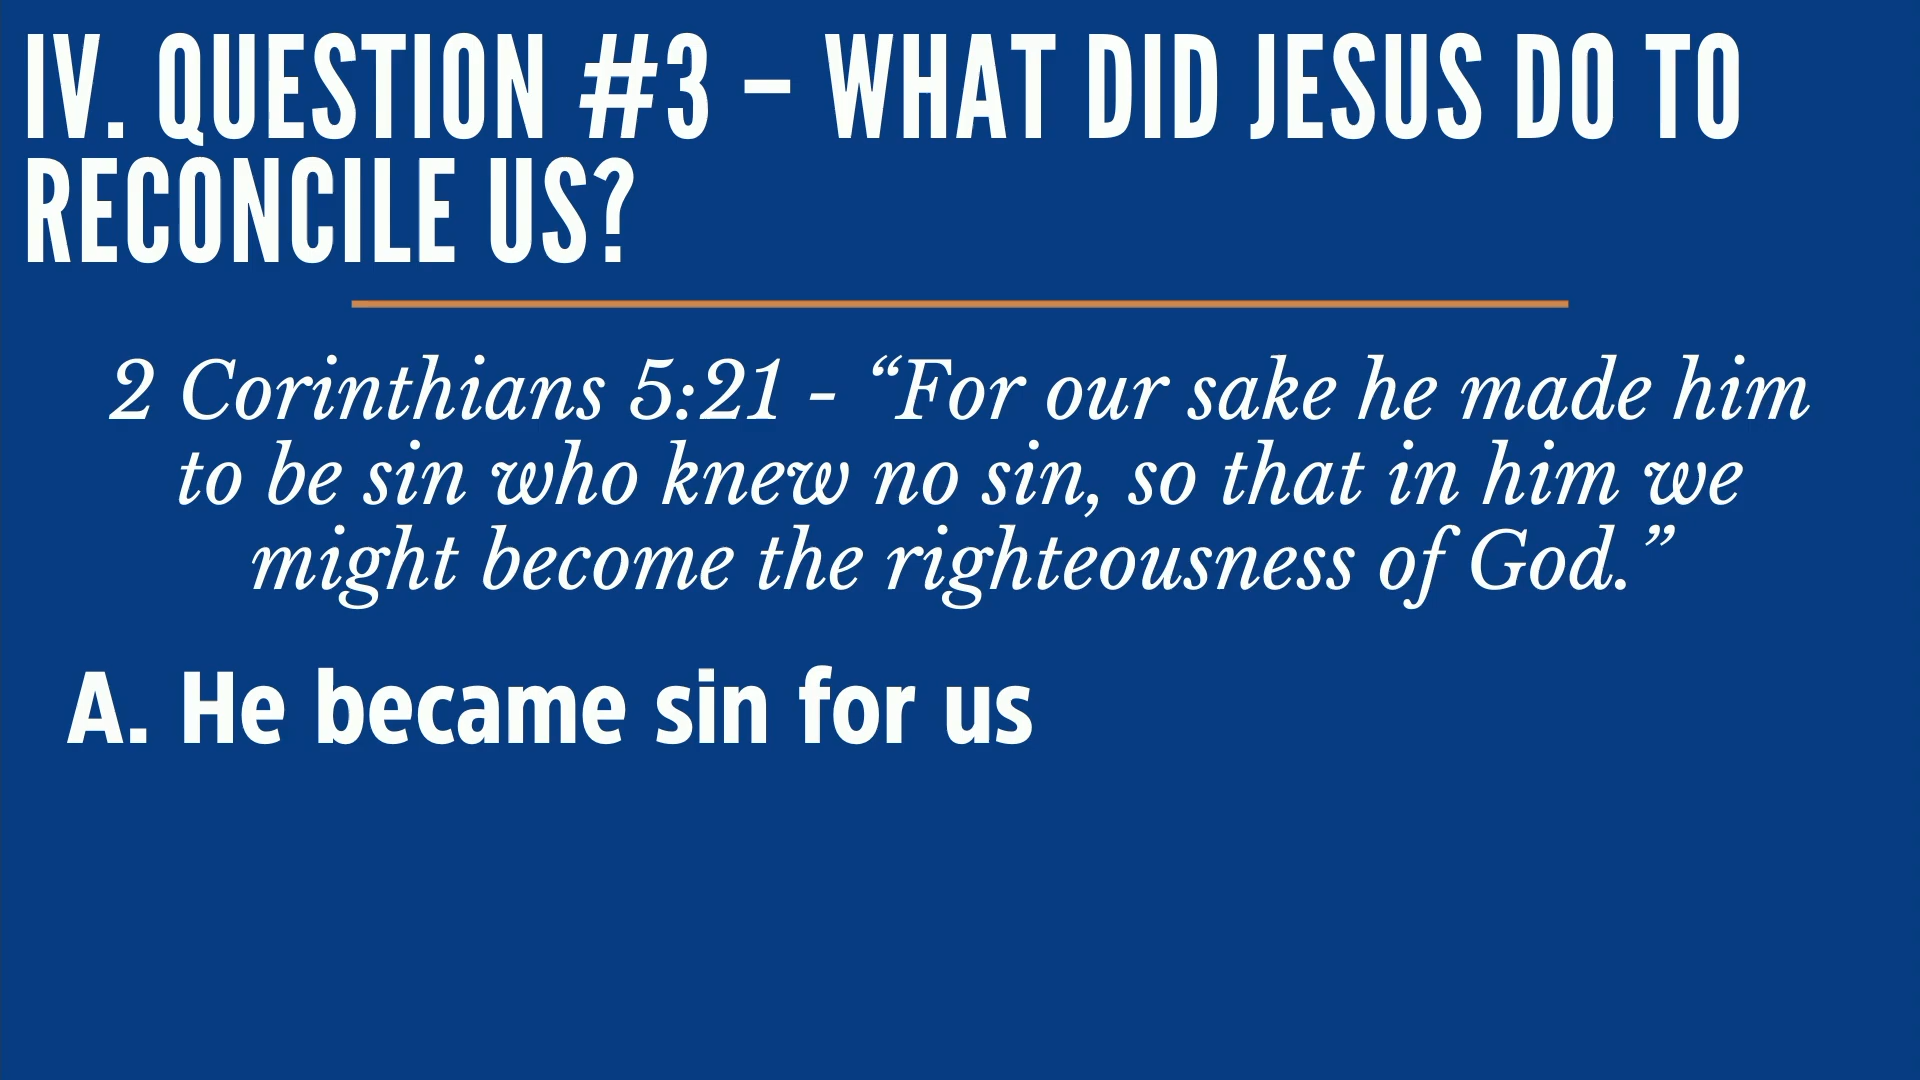 IV. QUESTION #3 – WHAT DID JESUS DO TO
RECONCILE US?
2 Corinthians 5:21 - “For our sake he made him
to be sin who knew no sin, so that in him we
might become the righteousness of God.”
A. He became sin for us